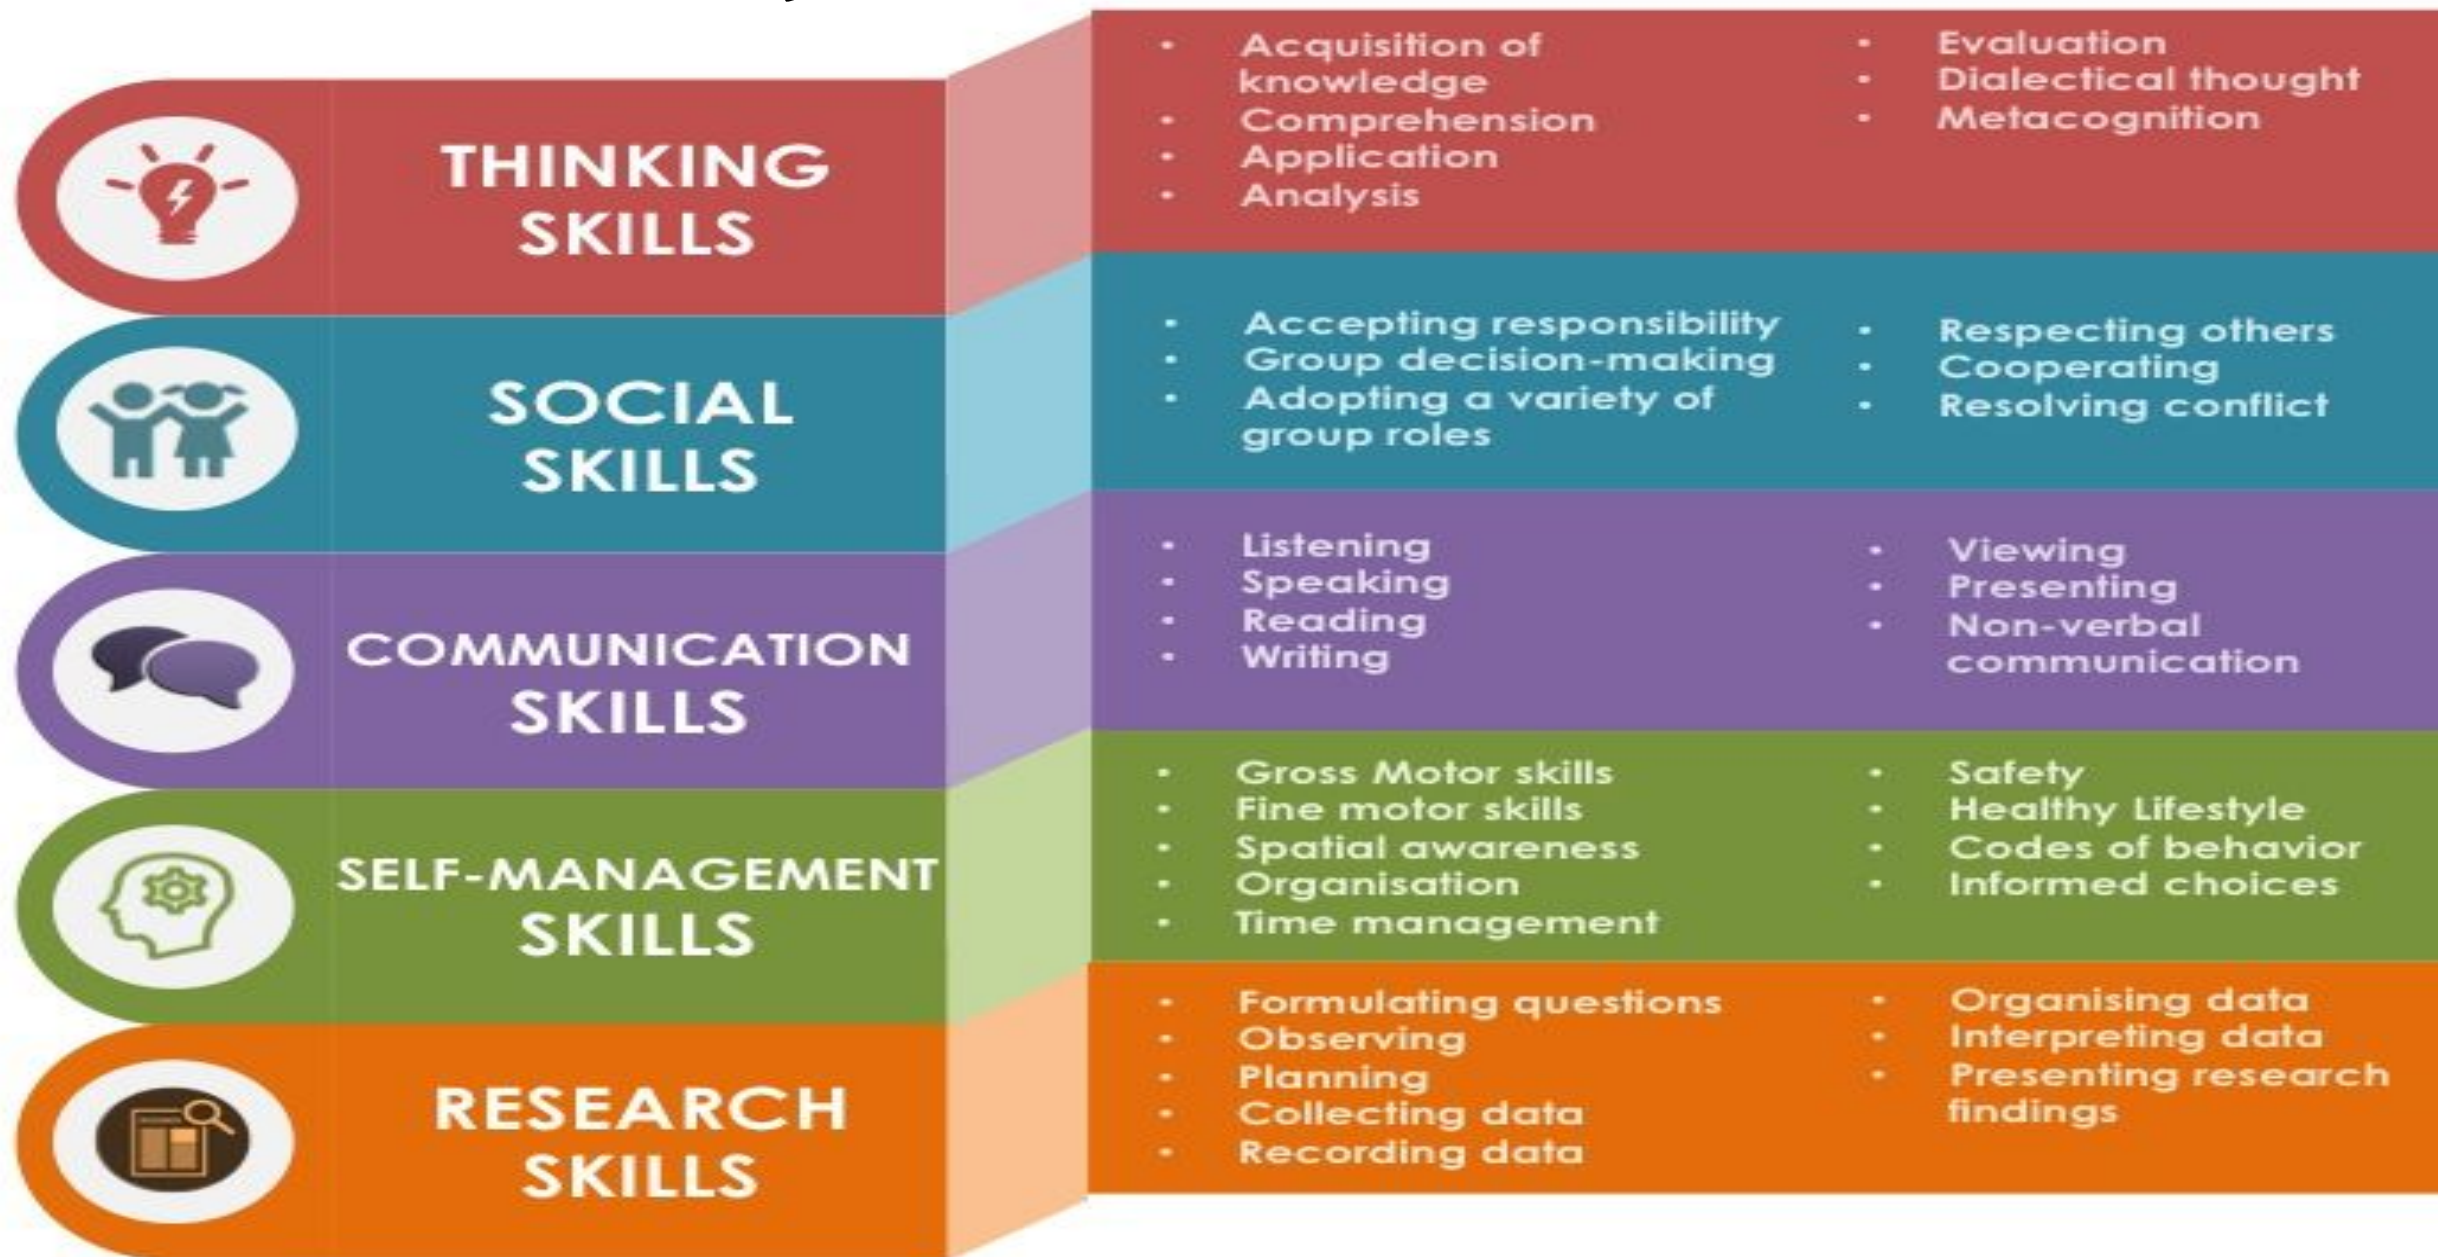 THINKING
SKILLS
• Acquisition of
knowledge
• Comprehension
• Application
• Analysis
• Evaluation
• Dialectical thought
• Metacognition
SOCIAL
SKILLS
• Accepting responsibility
• Group decision-making
• Adopting a variety of
group roles
• Respecting others
• Cooperating
• Resolving conflict
COMMUNICATION
SKILLS
• Listening
• Speaking
• Reading
• Writing
• Viewing
• Presenting
• Non-verbal
communication
SELF-MANAGEMENT
SKILLS
• Gross Motor skills
• Fine motor skills
• Spatial awareness
• Organisation
• Time management
• Safety
• Healthy Lifestyle
• Codes of behavior
• Informed choices
RESEARCH
SKILLS
• Formulating questions
• Observing
• Planning
• Collecting data
• Recording data
• Organising data
• Interpreting data
• Presenting research
findings